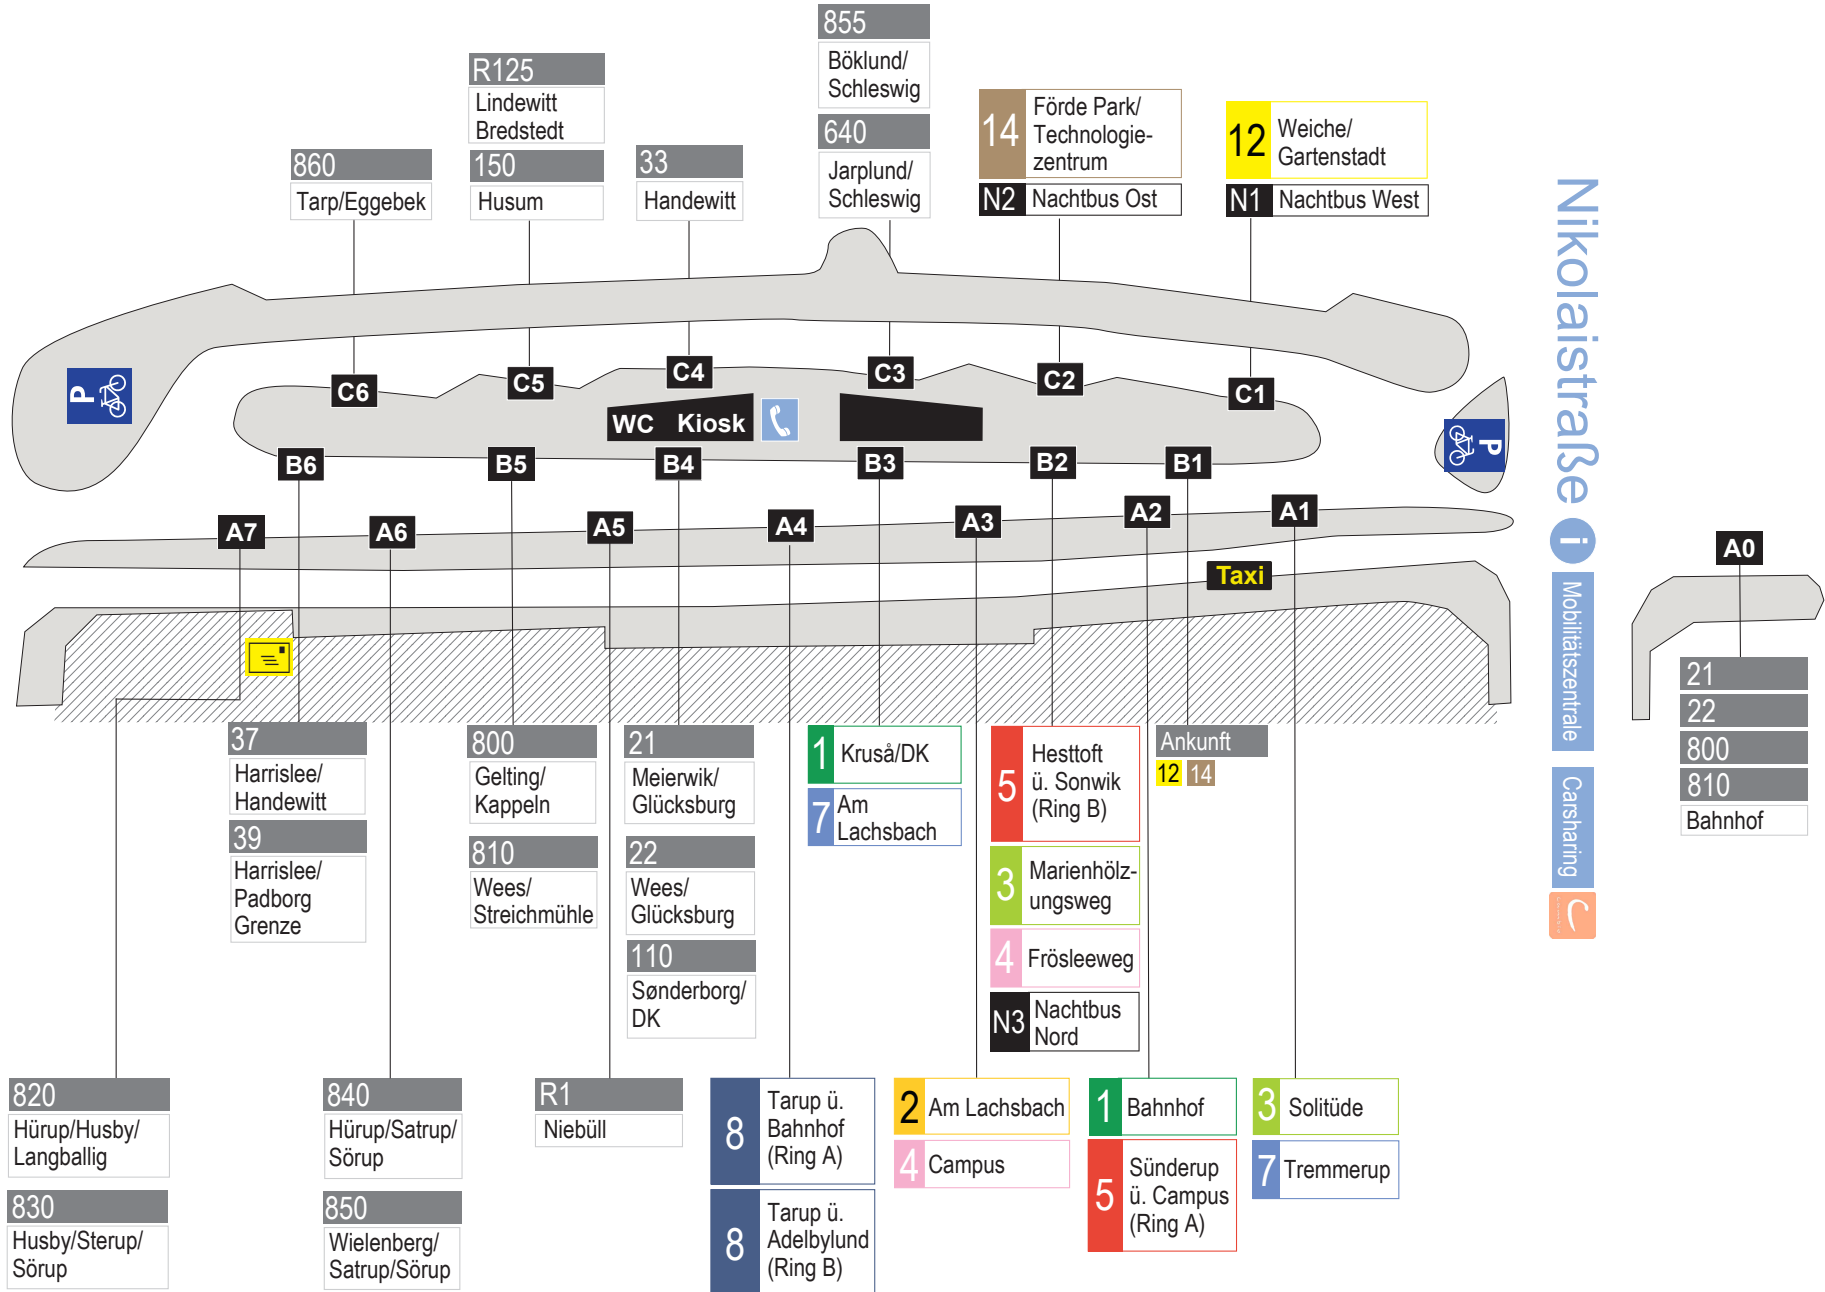 855
Böklund/
Schleswig
640
Jarplund/
Schleswig
R125
Lindewitt
Bredstedt
150
Husum
860
Tarp/Eggebek
33
Handewitt
14
Förde Park/
Technologie-
zentrum
N2 Nachtbus Ost
12
Weiche/
Gartenstadt
N1 Nachtbus West
Nikolaistraße
i
Mobilitätszentrale
Carsharing
P
C6
C5
C4
C3
C2
C1
WC Kiosk
P
B6
B5
B4
B3
B2
B1
A7
A6
A5
A4
A3
A2
A1
A0
Taxi
21
22
800
810
Bahnhof
37
Harrislee/
Handewitt
39
Harrislee/
Padborg
Grenze
800
Gelting/
Kappeln
810
Wees/
Streichmühle
21
Meierwik/
Glücksburg
22
Wees/
Glücksburg
110
Sønderborg/
DK
1 Kruså/DK
7 Am
Lachsbach
5
Hesttoft
ü. Sonwik
(Ring B)
3
Marienhölz-
ungsweg
4 Frösleeweg
N3
Nachtbus
Nord
Ankunft
12 14
820
Hürup/Husby/
Langballig
830
Husby/Sterup/
Sörup
840
Hürup/Satrup/
Sörup
850
Wielenberg/
Satrup/Sörup
R1
Niebüll
8
Tarup ü.
Bahnhof
(Ring A)
8
Tarup ü.
Adelbylund
(Ring B)
2 Am Lachsbach
4 Campus
1 Bahnhof
5
Sünderup
ü. Campus
(Ring A)
3 Solitüde
7 Tremmerup